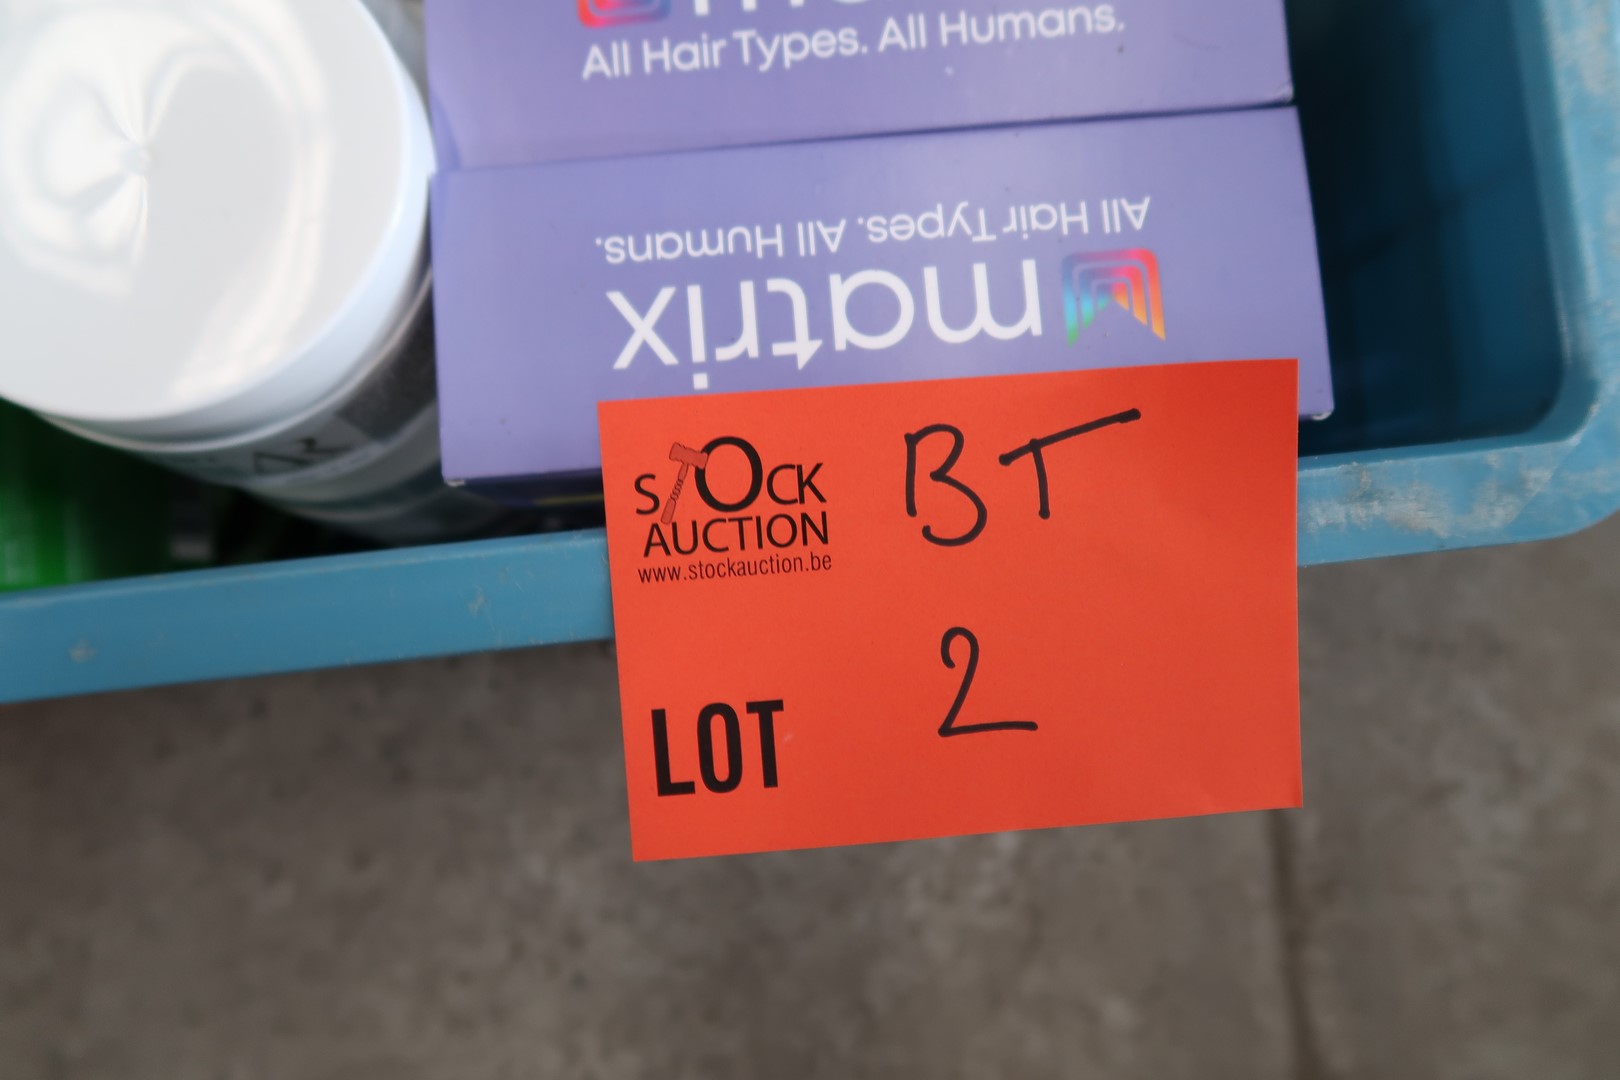 All Hair Types. All Humans.
All Hair Types. All Humans.
matrix
STOCK
AUCTION
www.stockauction.be
BT
LOT
2